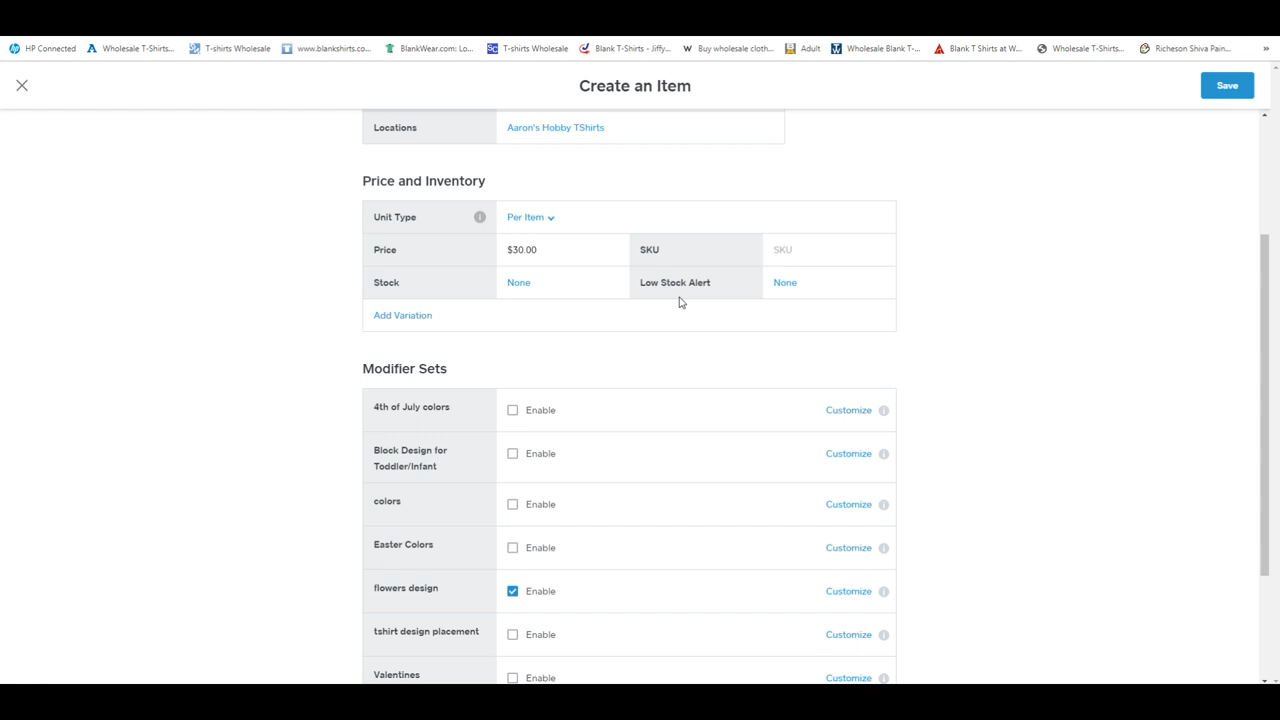 HP Connected Wholesale T-Shirts... T-shirts Wholesale www.blankshirts.co... BlankWear.com: Lo... T-shirts Wholesale Blank T-Shirts - Jiffy... Buy wholesale cloth... Adult Wholesale Blank T-... Blank T Shirts at W... Wholesale T-Shirts... Richeson Shiva Pain... »
Create an Item
Save
Locations Aaron's Hobby TShirts
Price and Inventory
Unit Type Per Item
Price $30.00 SKU SKU
Stock None Low Stock Alert None
Add Variation
Modifier Sets
4th of July colors Enable Customize
Block Design for
Toddler/Infant Enable Customize
colors Enable Customize
Easter Colors Enable Customize
flowers design Enable Customize
tshirt design placement Enable Customize
Valentines Enable Customize